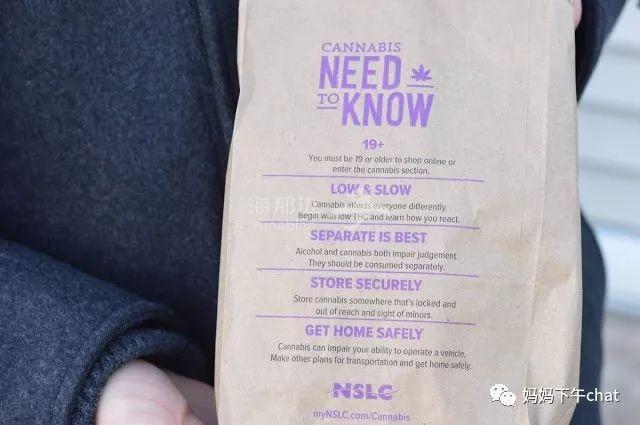 CANNABIS
NEED
TO KNOW
19+
You must be 19 or older to shop online or
enter the cannabis section.
LOW & SLOW
Cannabis affects everyone differently.
Begin with low THC and learn how you react.
SEPARATE IS BEST
Alcohol and cannabis both impair judgement.
They should be consumed separately.
STORE SECURELY
Store cannabis somewhere that's locked and
out of reach and sight of minors.
GET HOME SAFELY
Cannabis can impair your ability to operate a vehicle.
Make other plans for transportation and get home safely.
NSLC
myNSLC.com/Cannabis
妈妈下午chat